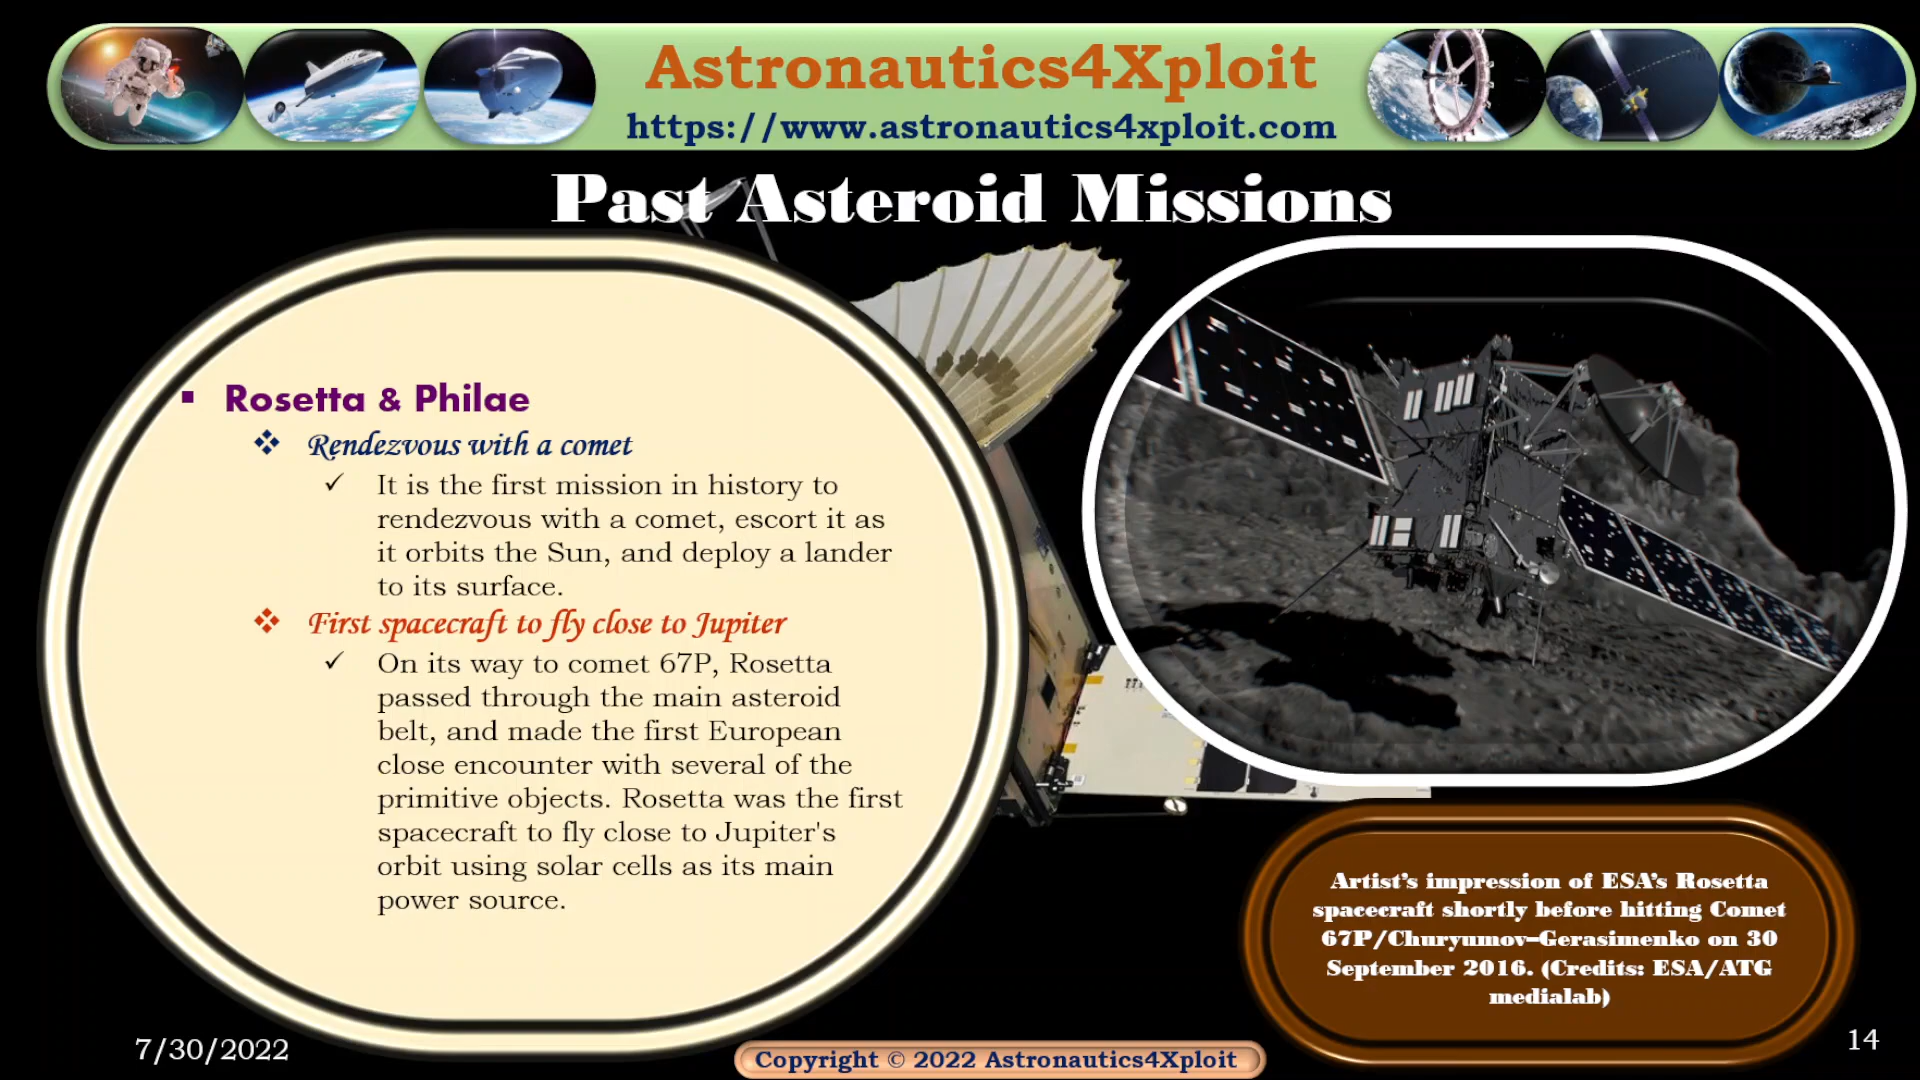 Astronautics4Xploit
https://www.astronautics4xploit.com
Past Asteroid Missions
▪ Rosetta & Philae
❖ Rendezvous with a comet
✓ It is the first mission in history to
rendezvous with a comet, escort it as
it orbits the Sun, and deploy a lander
to its surface.
❖ First spacecraft to fly close to Jupiter
✓ On its way to comet 67P, Rosetta
passed through the main asteroid
belt, and made the first European
close encounter with several of the
primitive objects. Rosetta was the first
spacecraft to fly close to Jupiter's
orbit using solar cells as its main
power source.
Artist’s impression of ESA’s Rosetta
spacecraft shortly before hitting Comet
67P/Churyumov–Gerasimenko on 30
September 2016. (Credits: ESA/ATG
medialab)
7/30/2022
Copyright © 2022 Astronautics4Xploit
14